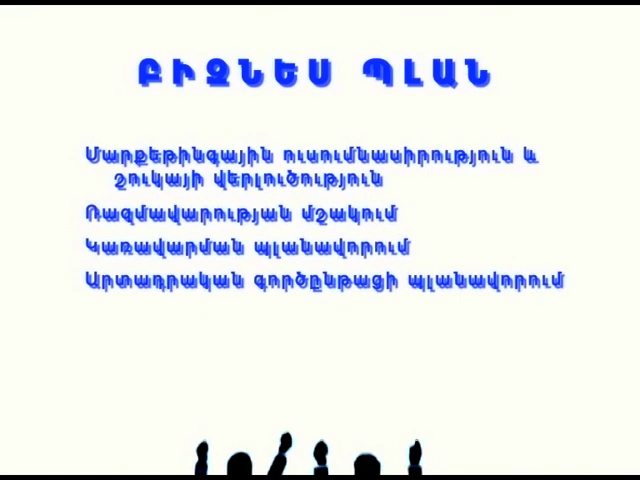 ԲԻԶՆԵՍ ՊԼԱՆ
Մարքեթինգային ուսումնասիրություն և
շուկայի վերլուծություն
Ռազմավարության մշակում
Կառավարման պլանավորում
Արտադրական գործընթացի պլանավորում